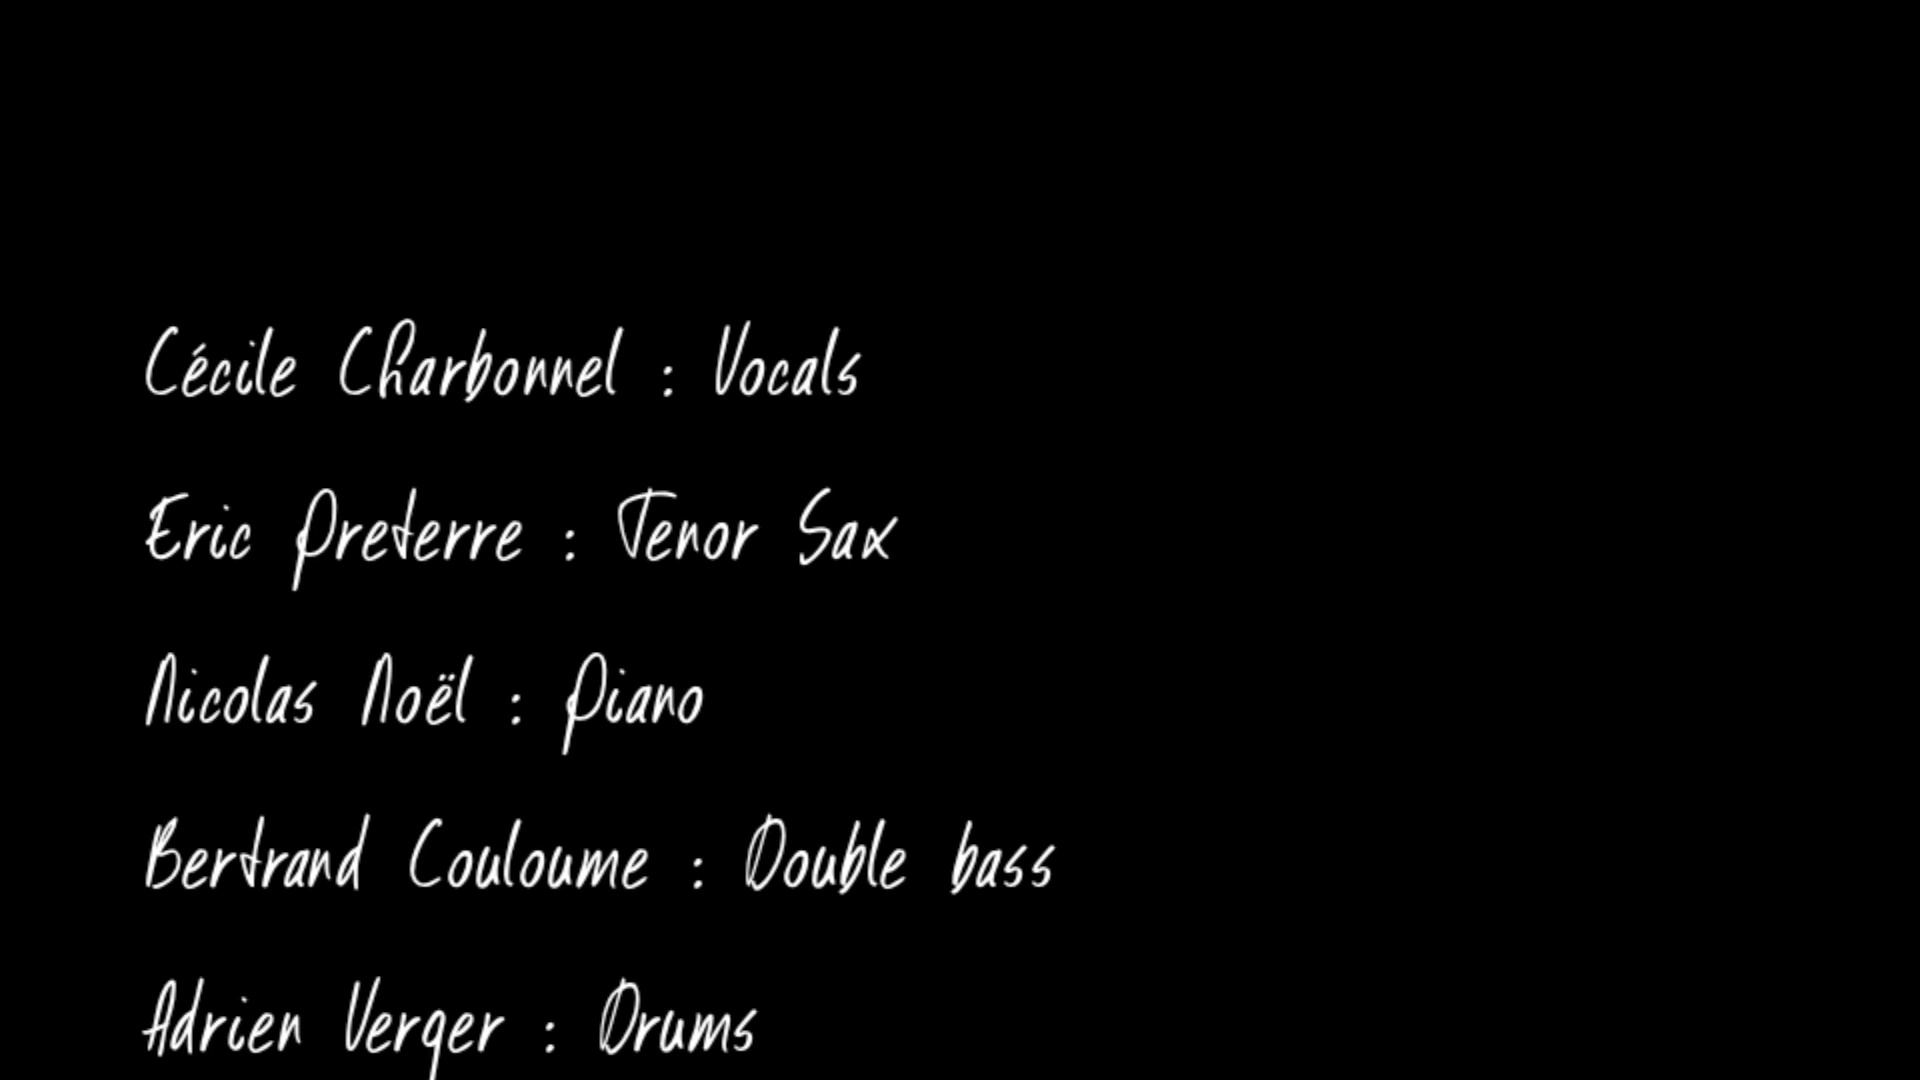 Cécile Charbonnel : Vocals
Eric Preterre : Tenor Sax
Nicolas Noël : Piano
Bertrand Couloume : Double bass
Adrien Verger : Drums